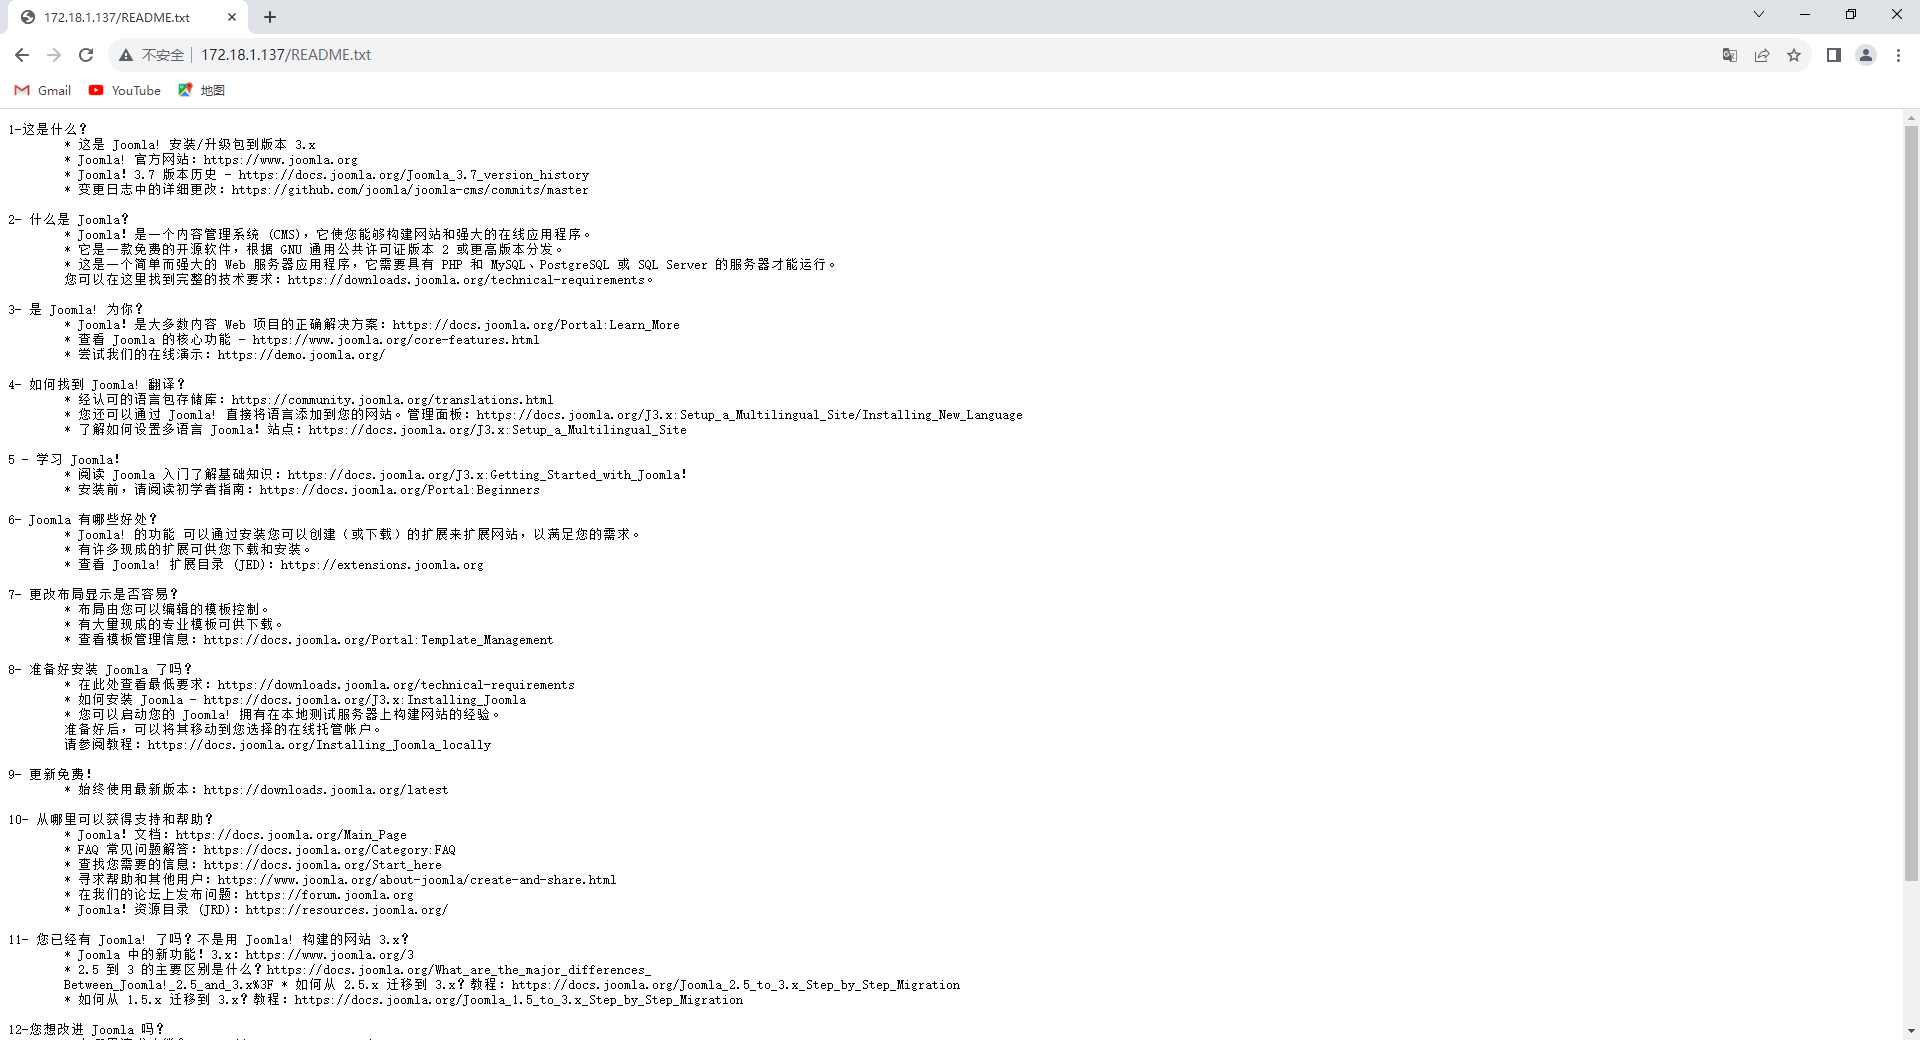 172.18.1.137/README.txt
不安全 172.18.1.137/README.txt
Gmail YouTube 地图
1-这是什么？
* 这是 Joomla! 安装/升级包到版本 3.x
* Joomla! 官方网站：https://www.joomla.org
* Joomla！3.7 版本历史 - https://docs.joomla.org/Joomla_3.7_version_history
* 变更日志中的详细更改：https://github.com/joomla/joomla-cms/commits/master
2- 什么是 Joomla？
* Joomla！是一个内容管理系统 (CMS)，它使您能够构建网站和强大的在线应用程序。
* 它是一款免费的开源软件，根据 GNU 通用公共许可证版本 2 或更高版本分发。
* 这是一个简单而强大的 Web 服务器应用程序，它需要具有 PHP 和 MySQL、PostgreSQL 或 SQL Server 的服务器才能运行。
您可以在这里找到完整的技术要求：https://downloads.joomla.org/technical-requirements。
3- 是 Joomla! 为你？
* Joomla！是大多数内容 Web 项目的正确解决方案：https://docs.joomla.org/Portal:Learn_More
* 查看 Joomla 的核心功能 - https://www.joomla.org/core-features.html
* 尝试我们的在线演示：https://demo.joomla.org/
4- 如何找到 Joomla! 翻译？
* 经认可的语言包存储库：https://community.joomla.org/translations.html
* 您还可以通过 Joomla! 直接将语言添加到您的网站。管理面板：https://docs.joomla.org/J3.x:Setup_a_Multilingual_Site/Installing_New_Language
* 了解如何设置多语言 Joomla！站点：https://docs.joomla.org/J3.x:Setup_a_Multilingual_Site
5 - 学习 Joomla！
* 阅读 Joomla 入门了解基础知识：https://docs.joomla.org/J3.x:Getting_Started_with_Joomla！
* 安装前，请阅读初学者指南：https://docs.joomla.org/Portal:Beginners
6- Joomla 有哪些好处？
* Joomla! 的功能 可以通过安装您可以创建（或下载）的扩展来扩展网站，以满足您的需求。
* 有许多现成的扩展可供您下载和安装。
* 查看 Joomla! 扩展目录 (JED)：https://extensions.joomla.org
7- 更改布局显示是否容易？
* 布局由您可以编辑的模板控制。
* 有大量现成的专业模板可供下载。
* 查看模板管理信息：https://docs.joomla.org/Portal:Template_Management
8- 准备好安装 Joomla 了吗？
* 在此处查看最低要求：https://downloads.joomla.org/technical-requirements
* 如何安装 Joomla - https://docs.joomla.org/J3.x:Installing_Joomla
* 您可以启动您的 Joomla! 拥有在本地测试服务器上构建网站的经验。
准备好后，可以将其移动到您选择的在线托管帐户。
请参阅教程：https://docs.joomla.org/Installing_Joomla_locally
9- 更新免费！
* 始终使用最新版本：https://downloads.joomla.org/latest
10- 从哪里可以获得支持和帮助？
* Joomla！文档：https://docs.joomla.org/Main_Page
* FAQ 常见问题解答：https://docs.joomla.org/Category:FAQ
* 查找您需要的信息：https://docs.joomla.org/Start_here
* 寻求帮助和其他用户：https://www.joomla.org/about-joomla/create-and-share.html
* 在我们的论坛上发布问题：https://forum.joomla.org
* Joomla！资源目录 (JRD)：https://resources.joomla.org/
11- 您已经有 Joomla! 了吗？不是用 Joomla! 构建的网站 3.x？
* Joomla 中的新功能！3.x：https://www.joomla.org/3
* 2.5 到 3 的主要区别是什么？https://docs.joomla.org/What_are_the_major_differences_
Between_Joomla!_2.5_and_3.x%3F * 如何从 2.5.x 迁移到 3.x？教程：https://docs.joomla.org/Joomla_2.5_to_3.x_Step_by_Step_Migration
* 如何从 1.5.x 迁移到 3.x？教程：https://docs.joomla.org/Joomla_1.5_to_3.x_Step_by_Step_Migration
12-您想改进 Joomla 吗？